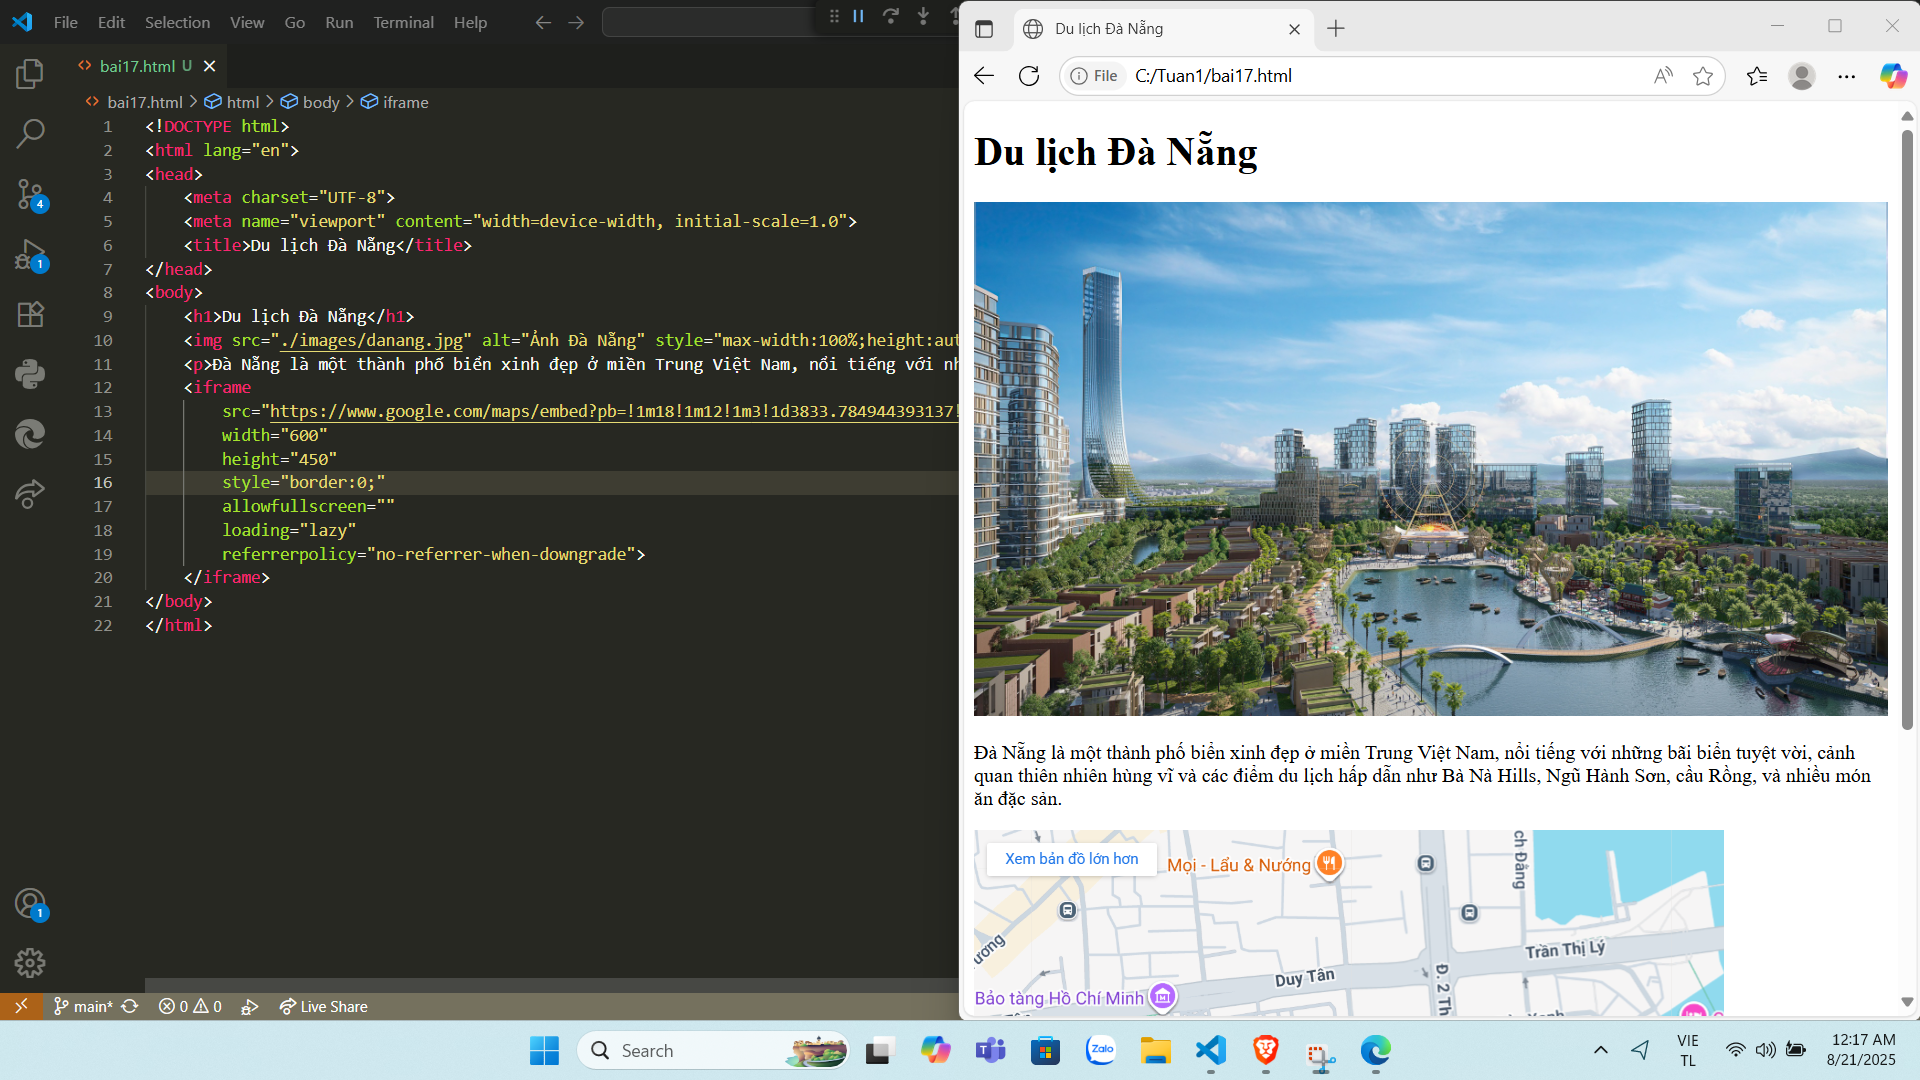 File Edit Selection View Go Run Terminal Help
bai17.html U
bai17.html > html > body > iframe
1 <!DOCTYPE html>
2 <html lang="en">
3 <head>
4 <meta charset="UTF-8">
5 <meta name="viewport" content="width=device-width, initial-scale=1.0">
6 <title>Du lịch Đà Nẵng</title>
7 </head>
8 <body>
9 <h1>Du lịch Đà Nẵng</h1>
10 <img src="./images/danang.jpg" alt="Ảnh Đà Nẵng" style="max-width:100%;height:aut
11 <p>Đà Nẵng là một thành phố biển xinh đẹp ở miền Trung Việt Nam, nổi tiếng với nh
12 <iframe
13 src="https://www.google.com/maps/embed?pb=!1m18!1m12!1m3!1d3833.784944393137!
14 width="600"
15 height="450"
16 style="border:0;"
17 allowfullscreen=""
18 loading="lazy"
19 referrerpolicy="no-referrer-when-downgrade">
20 </iframe>
21 </body>
22 </html>
4
1
1
main* 0 0 Live Share
Du lịch Đà Nẵng
File C:/Tuan1/bai17.html
Du lịch Đà Nẵng
Đà Nẵng là một thành phố biển xinh đẹp ở miền Trung Việt Nam, nổi tiếng với những bãi biển tuyệt vời, cảnh
quan thiên nhiên hùng vĩ và các điểm du lịch hấp dẫn như Bà Nà Hills, Ngũ Hành Sơn, cầu Rồng, và nhiều món
ăn đặc sản.
Xem bản đồ lớn hơn
Mọi - Lẩu & Nướng
ch Đằng
ương
Trần Thị Lý
Duy Tân
Đ. 2 Th
Bảo tàng Hồ Chí Minh
Search
Zalo
VIE
TL
12:17 AM
8/21/2025